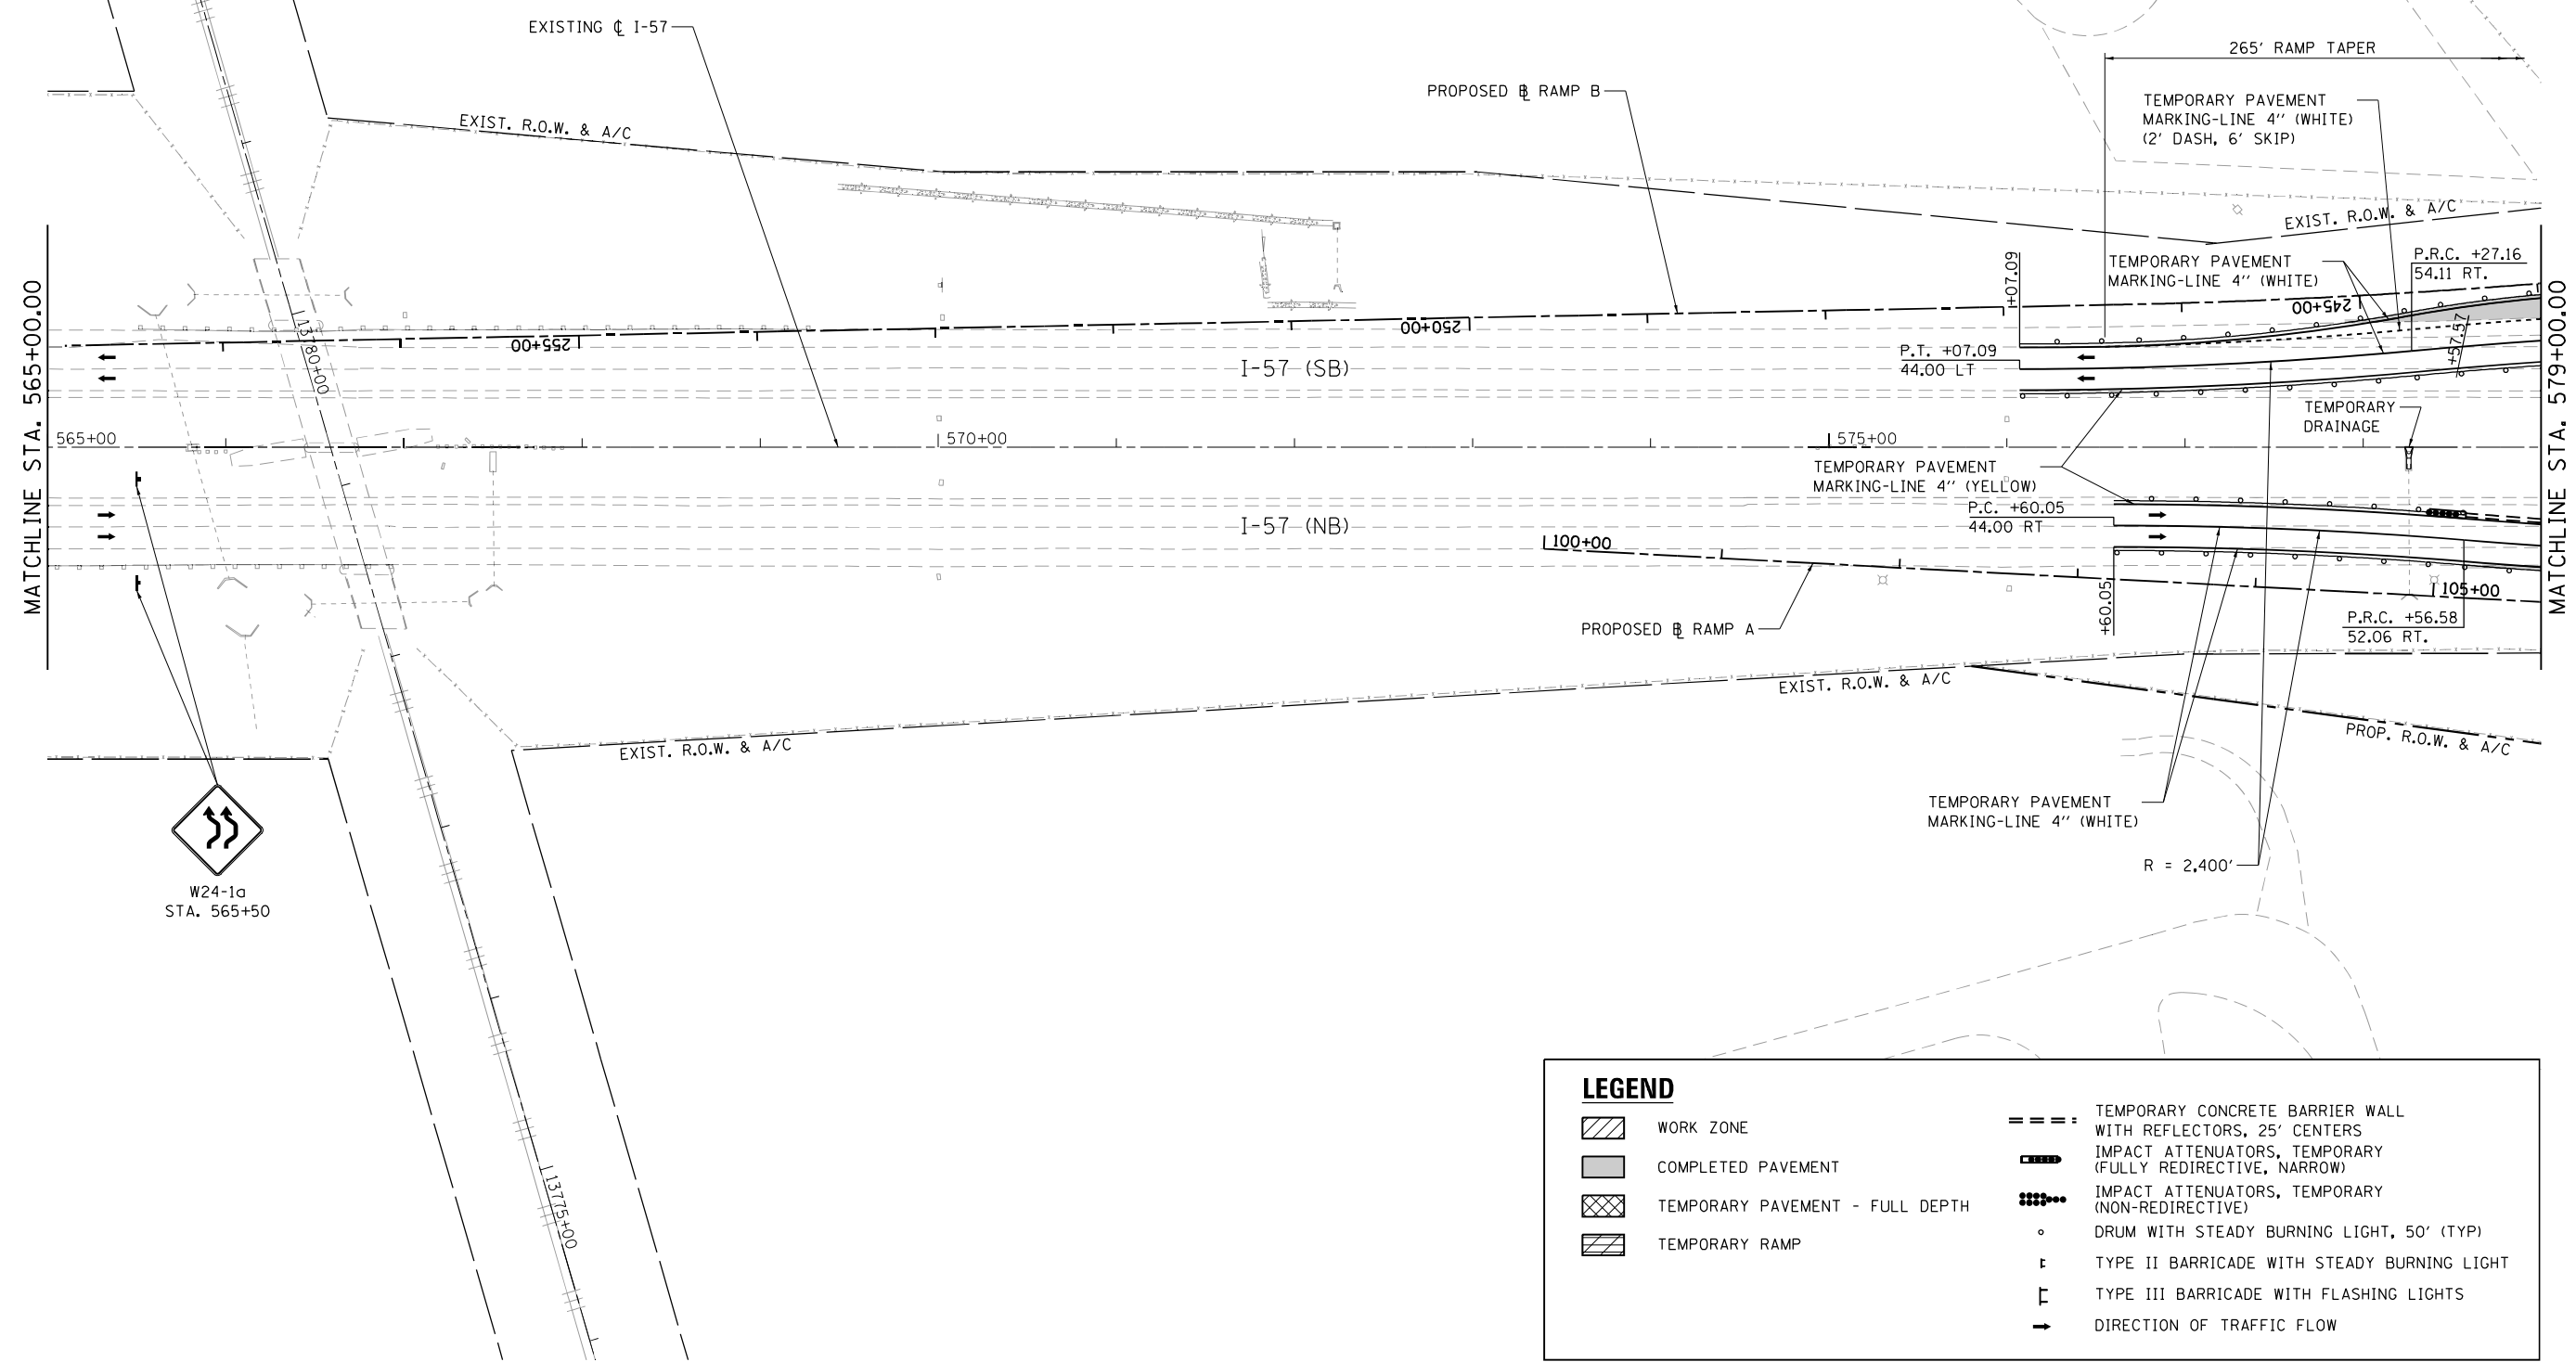 EXISTING ℄ I-57
265' RAMP TAPER
PROPOSED B̵L RAMP B
TEMPORARY PAVEMENT
MARKING-LINE 4" (WHITE)
(2' DASH, 6' SKIP)
EXIST. R.O.W. & A/C
EXIST. R.O.W. & A/C
MATCHLINE STA. 565+00.00
MATCHLINE STA. 579+00.00
+07.09
TEMPORARY PAVEMENT
MARKING-LINE 4" (WHITE)
P.R.C. +27.16
54.11 RT.
245+00
250+00
255+00
13780+00
I-57 (SB)
P.T. +07.09
44.00 LT
+57.57
TEMPORARY
DRAINAGE
565+00
570+00
575+00
TEMPORARY PAVEMENT
MARKING-LINE 4" (YELLOW)
P.C. +60.05
44.00 RT
I-57 (NB)
100+00
105+00
+60.05
PROPOSED B̵L RAMP A
P.R.C. +56.58
52.06 RT.
EXIST. R.O.W. & A/C
EXIST. R.O.W. & A/C
PROP. R.O.W. & A/C
TEMPORARY PAVEMENT
MARKING-LINE 4" (WHITE)
R = 2,400'
W24-1a
STA. 565+50
13775+00
LEGEND
WORK ZONE
COMPLETED PAVEMENT
TEMPORARY PAVEMENT - FULL DEPTH
TEMPORARY RAMP
TEMPORARY CONCRETE BARRIER WALL
WITH REFLECTORS, 25' CENTERS
IMPACT ATTENUATORS, TEMPORARY
(FULLY REDIRECTIVE, NARROW)
IMPACT ATTENUATORS, TEMPORARY
(NON-REDIRECTIVE)
DRUM WITH STEADY BURNING LIGHT, 50' (TYP)
TYPE II BARRICADE WITH STEADY BURNING LIGHT
TYPE III BARRICADE WITH FLASHING LIGHTS
DIRECTION OF TRAFFIC FLOW